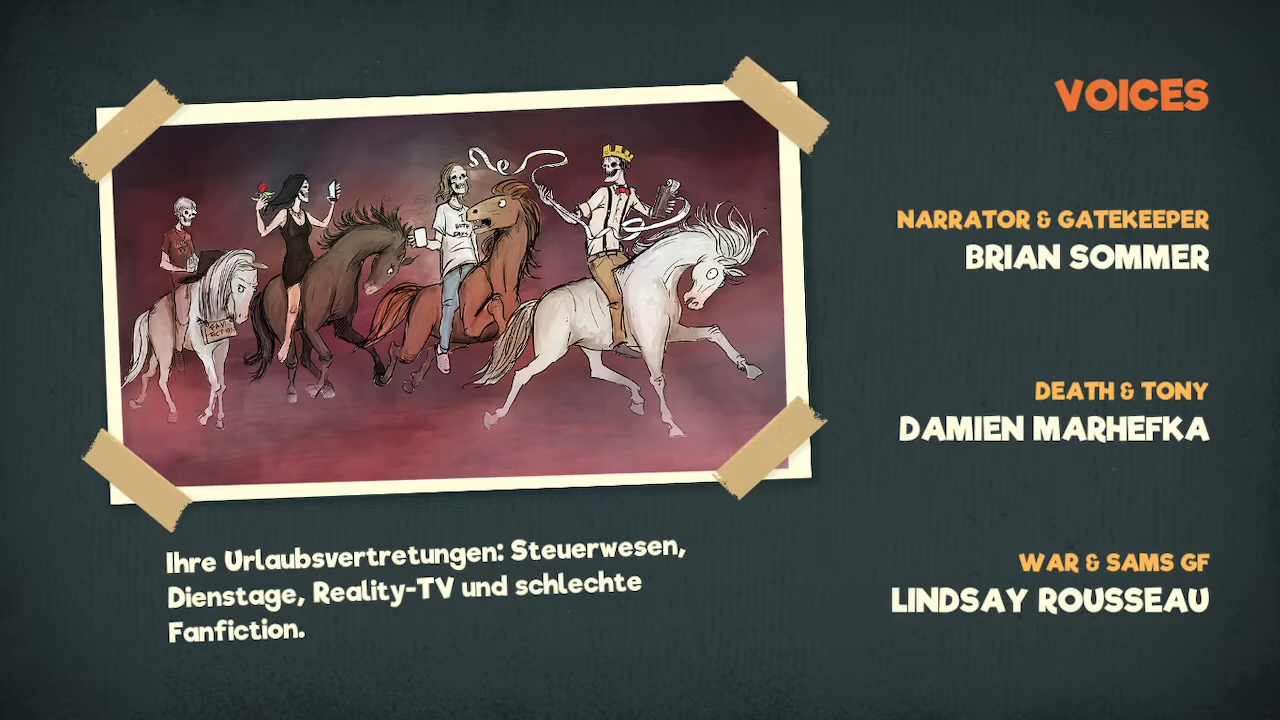 VOICES
NARRATOR & GATEKEEPER
BRIAN SOMMER
DEATH & TONY
DAMIEN MARHEFKA
WAR & SAMS GF
LINDSAY ROUSSEAU
Ihre Urlaubsvertretungen: Steuerwesen,
Dienstage, Reality-TV und schlechte
Fanfiction.